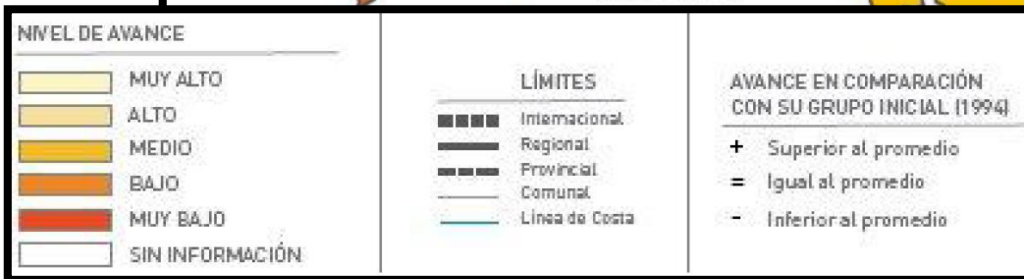 NIVEL DE AVANCE
MUY ALTO
ALTO
MEDIO
BAJO
MUY BAJO
SIN INFORMACIÓN
LÍMITES
Internacional
Regional
Provincial
Comunal
Línea de Costa
AVANCE EN COMPARACIÓN
CON SU GRUPO INICIAL (1994)
+ Superior al promedio
= Igual al promedio
- Inferior al promedio